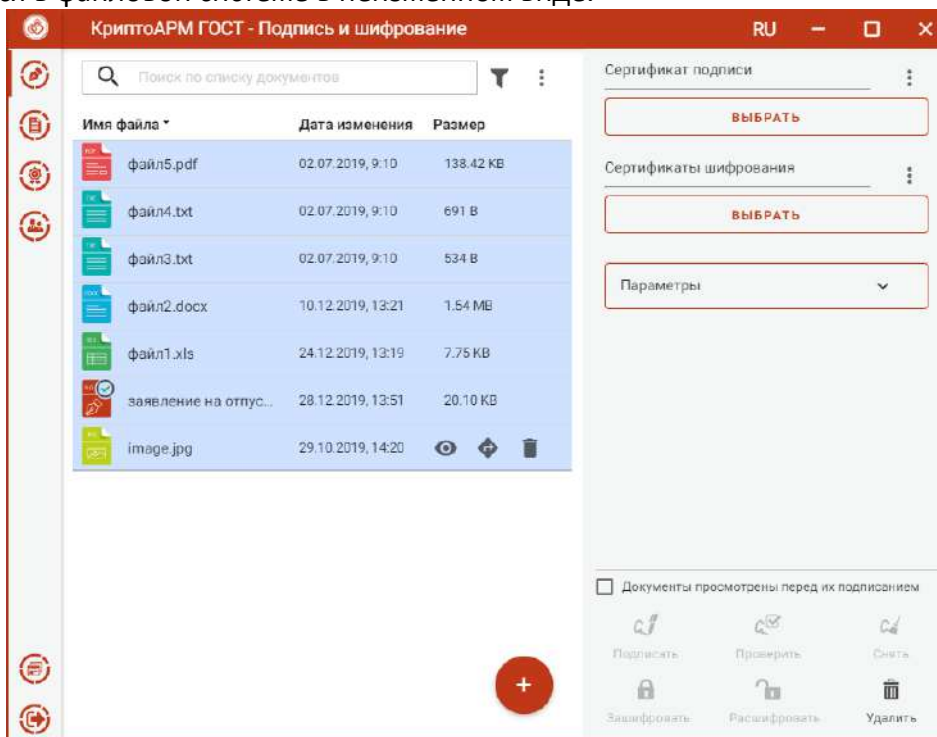 в файловой системе в неизменном виде.
КриптоАРМ ГОСТ - Подпись и шифрование RU
Поиск по списку документов
Имя файла Дата изменения Размер
файл5.pdf 02.07.2019, 9:10 138.42 KB
файл4.txt 02.07.2019, 9:10 691 B
файл3.txt 02.07.2019, 9:10 534 B
файл2.docx 10.12.2019, 13:21 1.64 MB
файл1.xls 24.12.2019, 13:19 7.75 KB
заявление на отпус... 28.12.2019, 13:51 20.10 KB
image.jpg 29.10.2019, 14:20
Сертификат подписи
ВЫБРАТЬ
Сертификаты шифрования
ВЫБРАТЬ
Параметры
Документы просмотрены перед их подписанием
Подписать Проверить Снять
Зашифровать Расшифровать Удалить